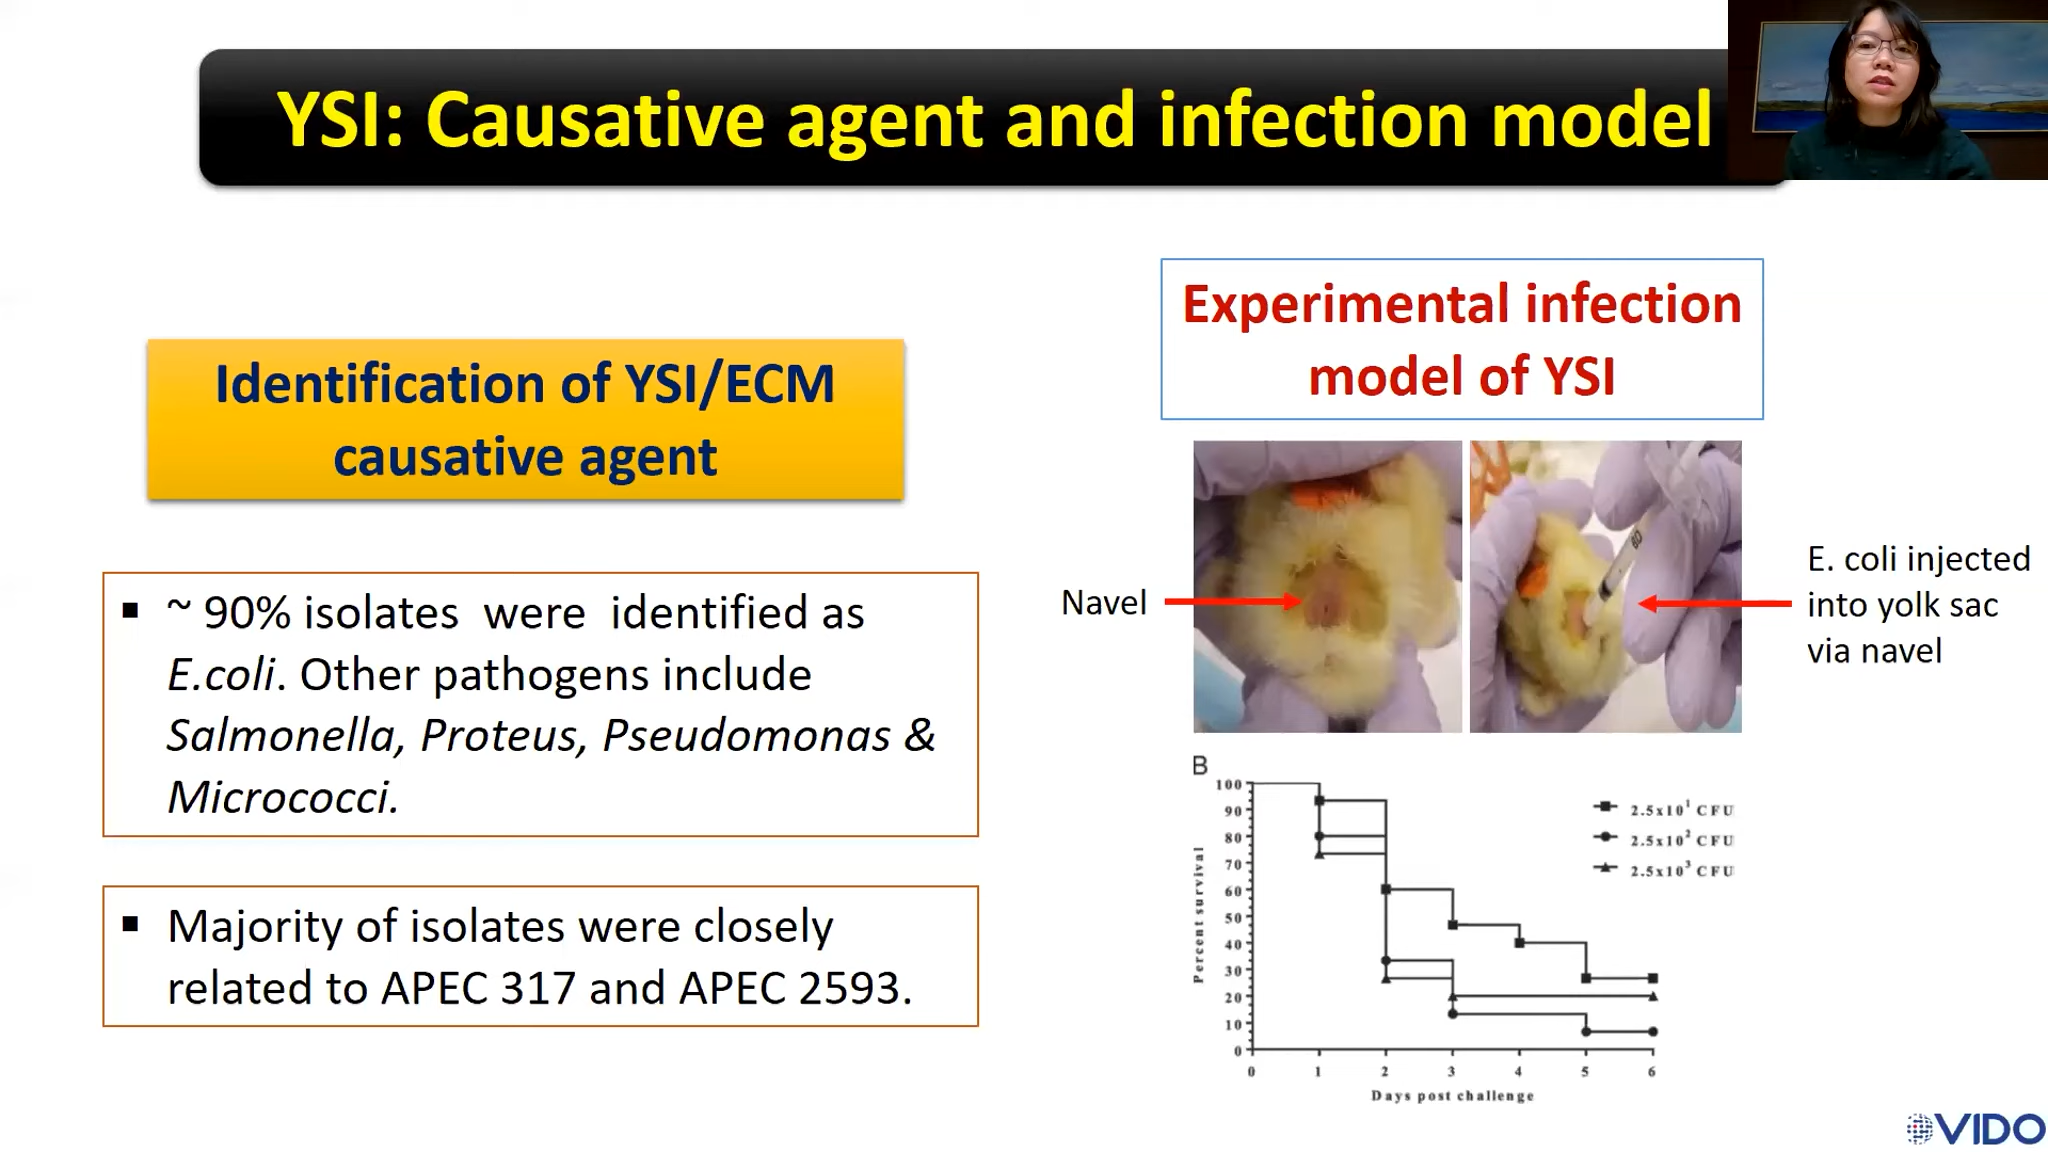 YSI: Causative agent and infection model
Identification of YSI/ECM
causative agent
▪ ~ 90% isolates were identified as
E.coli. Other pathogens include
Salmonella, Proteus, Pseudomonas &
Micrococci.
▪ Majority of isolates were closely
related to APEC 317 and APEC 2593.
Experimental infection
model of YSI
Navel
E. coli injected
into yolk sac
via navel
B
Percent survival
100
90
80
70
60
50
40
30
20
10
0
0 1 2 3 4 5 6
Days post challenge
2.5x10¹ CFU
2.5x10² CFU
2.5x10³ CFU
VIDO